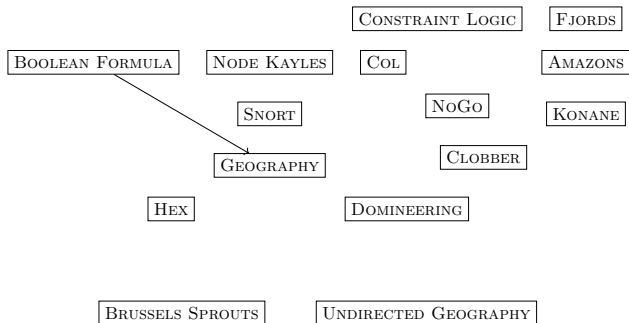 CONSTRAINT LOGIC
FJORDS
BOOLEAN FORMULA
NODE KAYLES
COL
AMAZONS
NOGO
SNORT
KONANE
CLOBBER
GEOGRAPHY
HEX
DOMINEERING
BRUSSELS SPROUTS
UNDIRECTED GEOGRAPHY